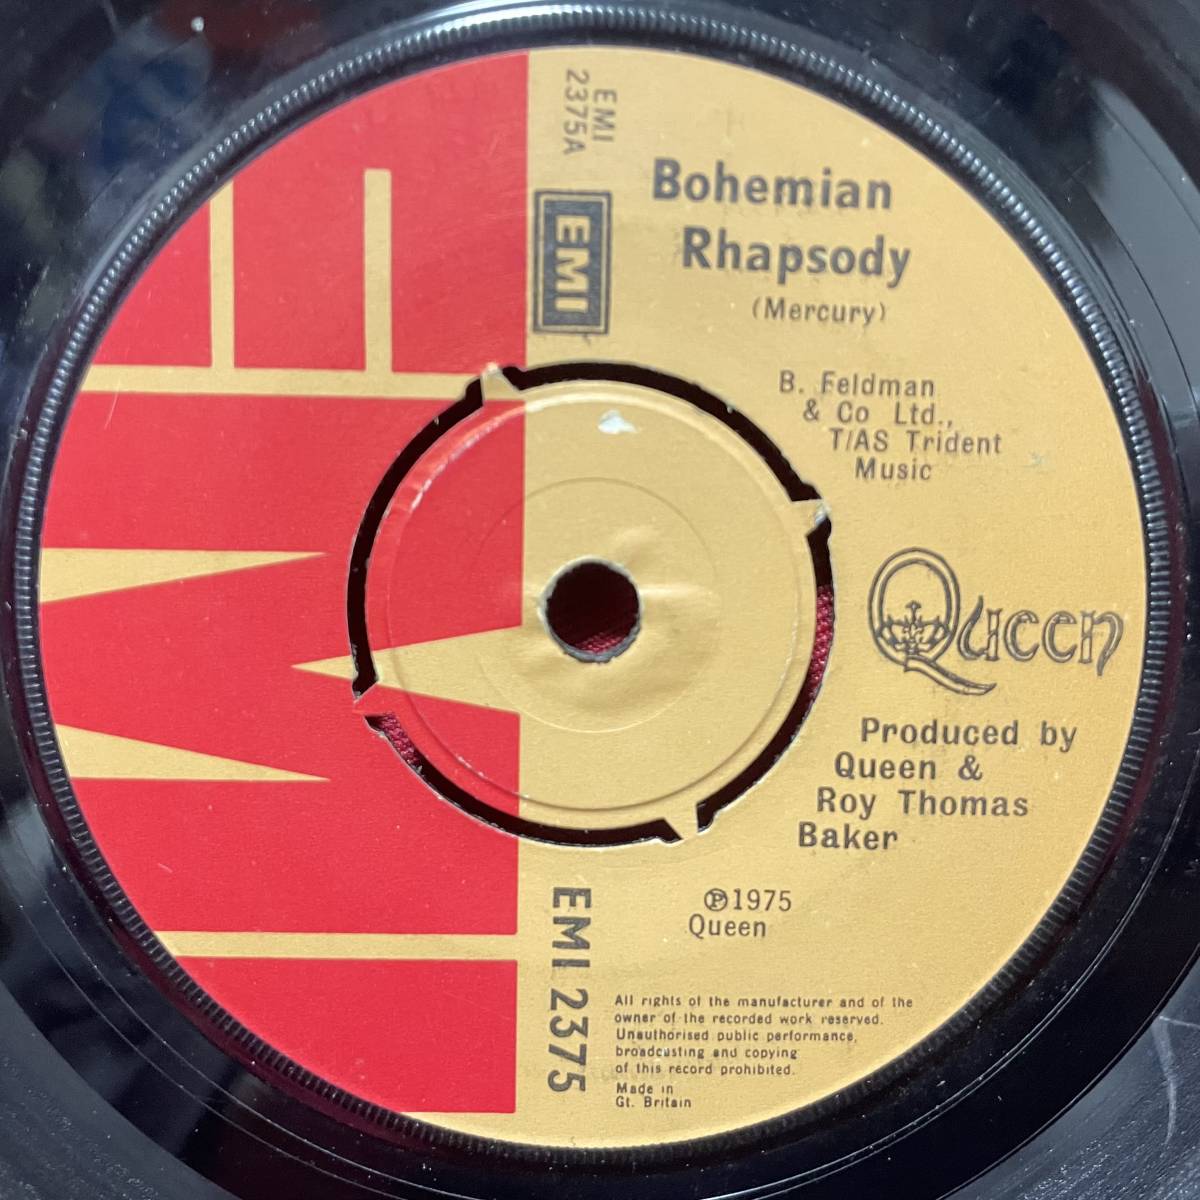 EMI
2375A
EMI
Bohemian
Rhapsody
(Mercury)
B. Feldman
& Co Ltd.,
T/AS Trident
Music
Queen
Produced by
Queen &
Roy Thomas
Baker
℗1975
Queen
EMI 2375
All rights of the manufacturer and of the
owner of the recorded work reserved.
Unauthorised public performance,
broadcasting and copying
of this record prohibited.
Made in
Gt. Britain
EMI